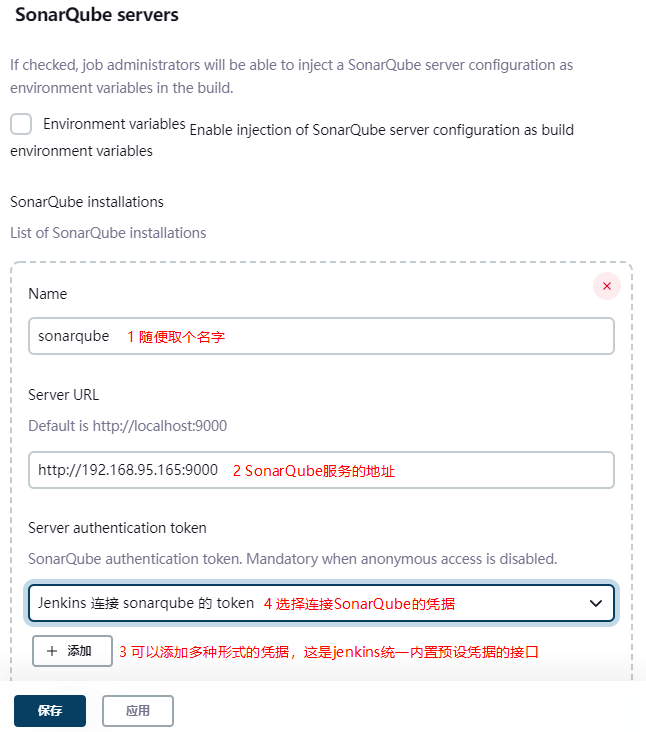 SonarQube servers
If checked, job administrators will be able to inject a SonarQube server configuration as
environment variables in the build.
Environment variables Enable injection of SonarQube server configuration as build
environment variables
SonarQube installations
List of SonarQube installations
Name
sonarqube 1 随便取个名字
Server URL
Default is http://localhost:9000
http://192.168.95.165:9000 2 SonarQube服务的地址
Server authentication token
SonarQube authentication token. Mandatory when anonymous access is disabled.
Jenkins 连接 sonarqube 的 token 4 选择连接SonarQube的凭据
添加 3 可以添加多种形式的凭据，这是jenkins统一内置预设凭据的接口
保存 应用